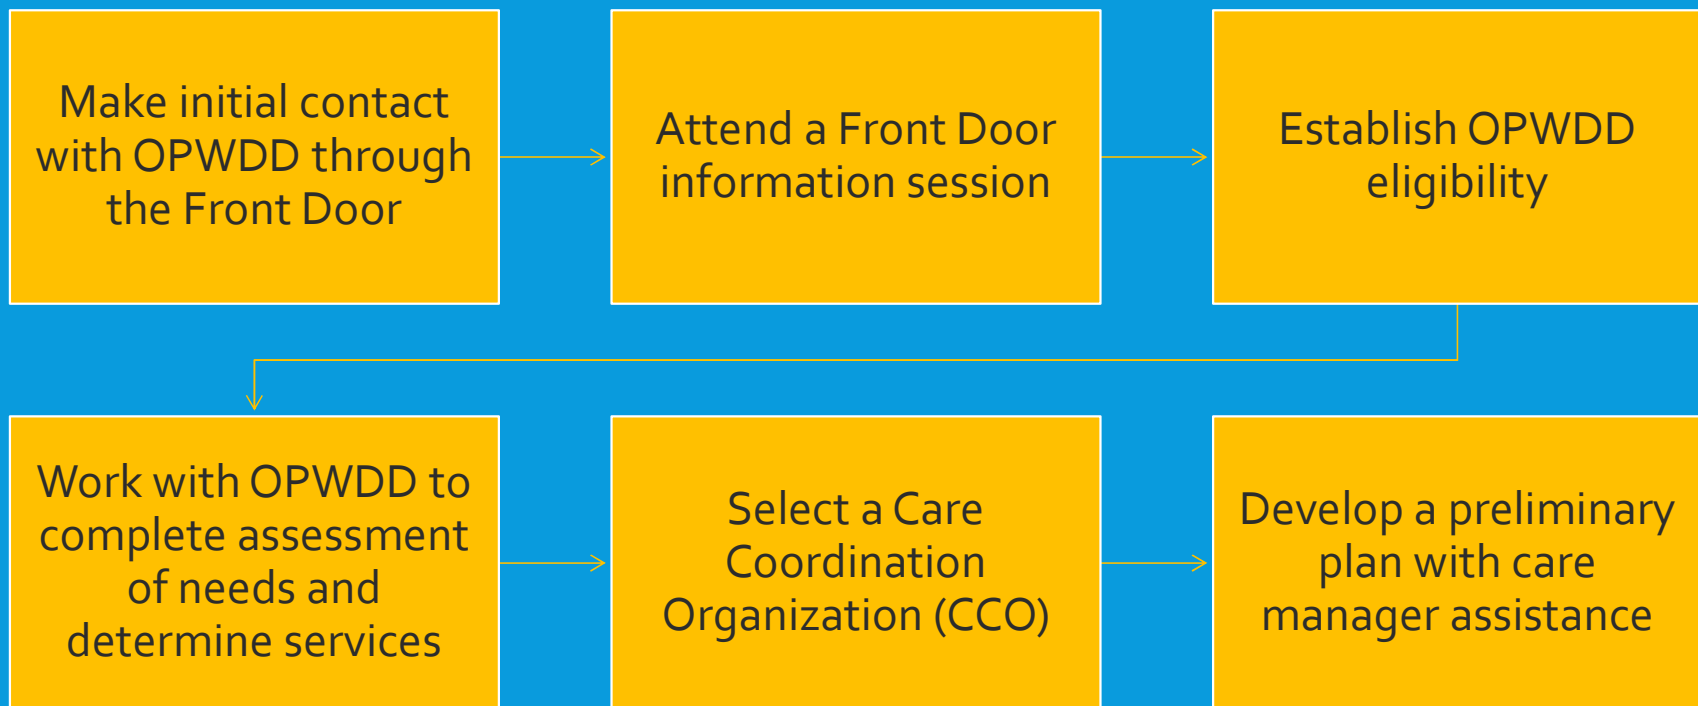 Make initial contact
with OPWDD through
the Front Door
Attend a Front Door
information session
Establish OPWDD
eligibility
Work with OPWDD to
complete assessment
of needs and
determine services
Select a Care
Coordination
Organization (CCO)
Develop a preliminary
plan with care
manager assistance